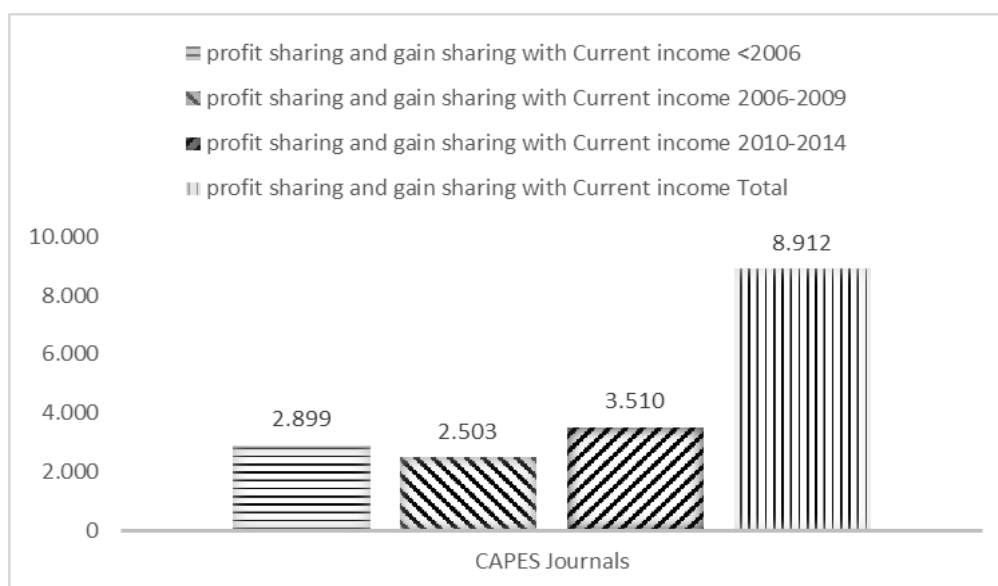 profit sharing and gain sharing with Current income <2006
profit sharing and gain sharing with Current income 2006-2009
profit sharing and gain sharing with Current income 2010-2014
profit sharing and gain sharing with Current income Total
10.000
8.912
8.000
6.000
4.000
3.510
2.899
2.503
2.000
0
CAPES Journals